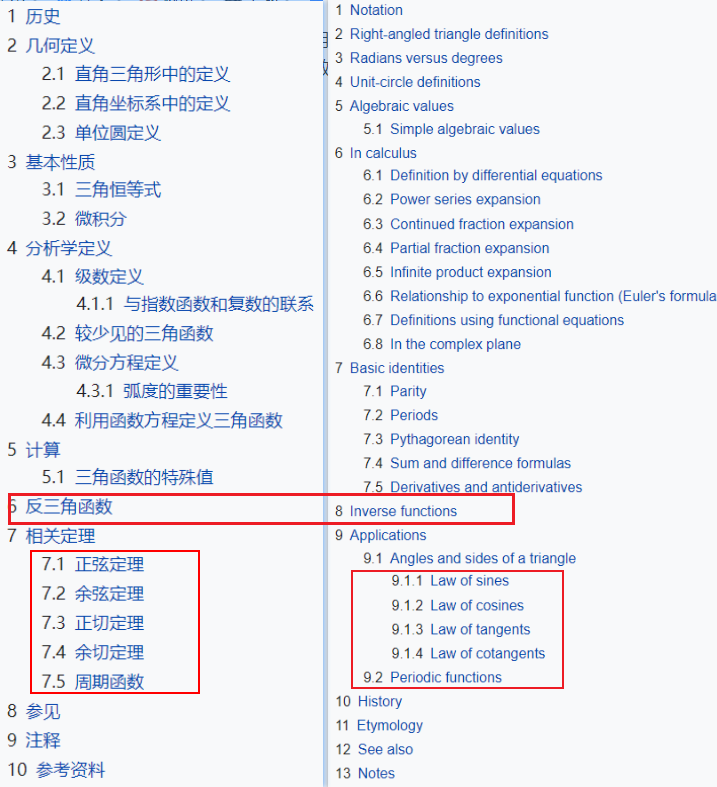 1 历史
2 几何定义
2.1 直角三角形中的定义
2.2 直角坐标系中的定义
2.3 单位圆定义
3 基本性质
3.1 三角恒等式
3.2 微积分
4 分析学定义
4.1 级数定义
4.1.1 与指数函数和复数的联系
4.2 较少见的三角函数
4.3 微分方程定义
4.3.1 弧度的重要性
4.4 利用函数方程定义三角函数
5 计算
5.1 三角函数的特殊值
6 反三角函数
7 相关定理
7.1 正弦定理
7.2 余弦定理
7.3 正切定理
7.4 余切定理
7.5 周期函数
8 参见
9 注释
10 参考资料
1 Notation
2 Right-angled triangle definitions
3 Radians versus degrees
4 Unit-circle definitions
5 Algebraic values
5.1 Simple algebraic values
6 In calculus
6.1 Definition by differential equations
6.2 Power series expansion
6.3 Continued fraction expansion
6.4 Partial fraction expansion
6.5 Infinite product expansion
6.6 Relationship to exponential function (Euler's formula
6.7 Definitions using functional equations
6.8 In the complex plane
7 Basic identities
7.1 Parity
7.2 Periods
7.3 Pythagorean identity
7.4 Sum and difference formulas
7.5 Derivatives and antiderivatives
8 Inverse functions
9 Applications
9.1 Angles and sides of a triangle
9.1.1 Law of sines
9.1.2 Law of cosines
9.1.3 Law of tangents
9.1.4 Law of cotangents
9.2 Periodic functions
10 History
11 Etymology
12 See also
13 Notes